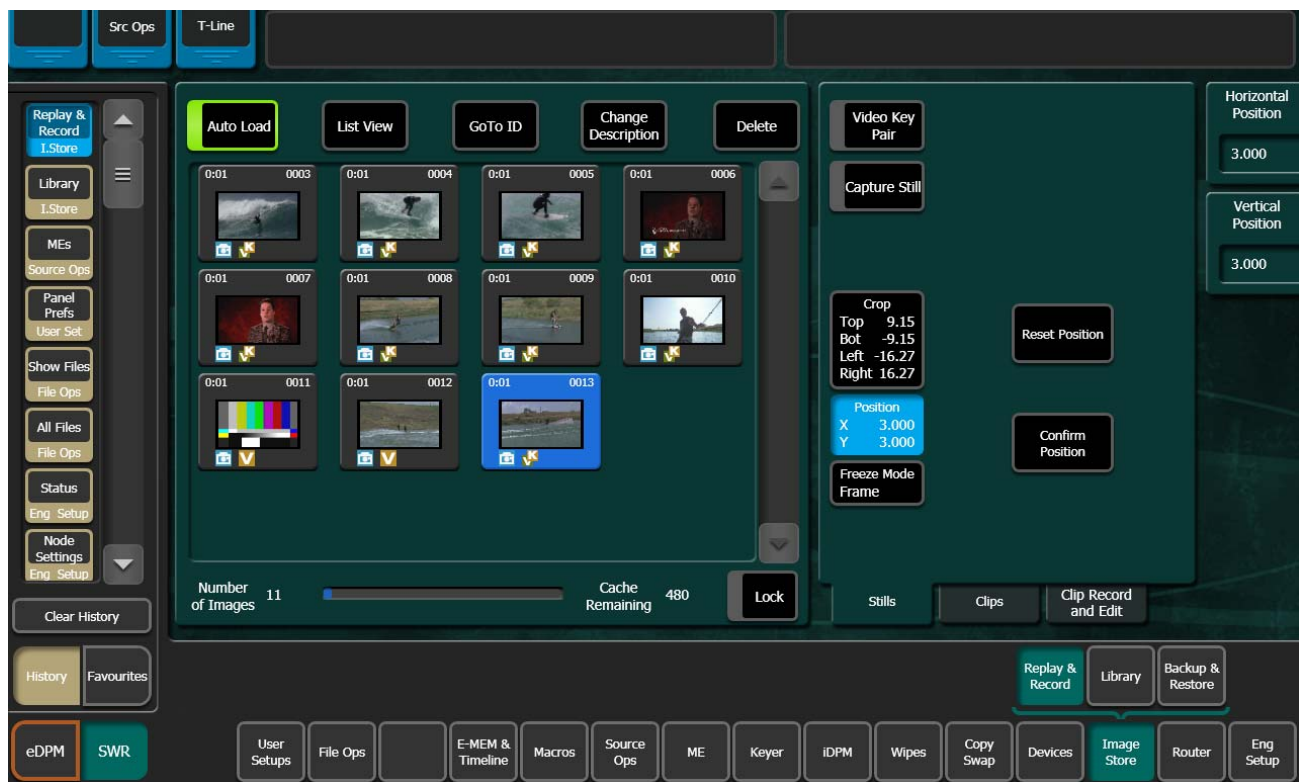 Src Ops
T-Line
Replay &
Record
I.Store
Library
I.Store
MEs
Source Ops
Panel
Prefs
User Set
Show Files
File Ops
All Files
File Ops
Status
Eng Setup
Node
Settings
Eng Setup
Clear History
History
Favourites
Auto Load
List View
GoTo ID
Change
Description
Delete
0:01 0003
0:01 0004
0:01 0005
0:01 0006
0:01 0007
0:01 0008
0:01 0009
0:01 0010
0:01 0011
0:01 0012
0:01 0013
Number
of Images
11
Cache
Remaining
480
Lock
Video Key
Pair
Capture Still
Crop
Top 9.15
Bot -9.15
Left -16.27
Right 16.27
Position
X 3.000
Y 3.000
Freeze Mode
Frame
Reset Position
Confirm
Position
Stills
Clips
Clip Record
and Edit
Horizontal
Position
3.000
Vertical
Position
3.000
Replay &
Record
Library
Backup &
Restore
eDPM
SWR
User
Setups
File Ops
E-MEM &
Timeline
Macros
Source
Ops
ME
Keyer
iDPM
Wipes
Copy
Swap
Devices
Image
Store
Router
Eng
Setup